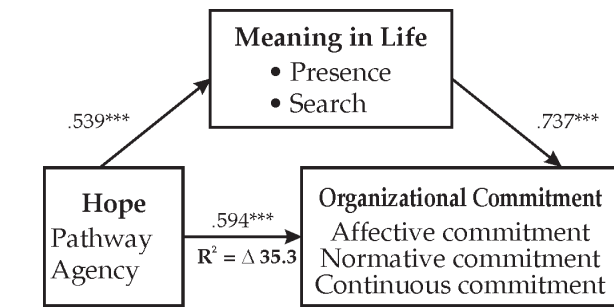 Meaning in Life
• Presence
• Search
.539***
.737***
Hope
Pathway
Agency
.594***
R² = Δ 35.3
Organizational Commitment
Affective commitment
Normative commitment
Continuous commitment